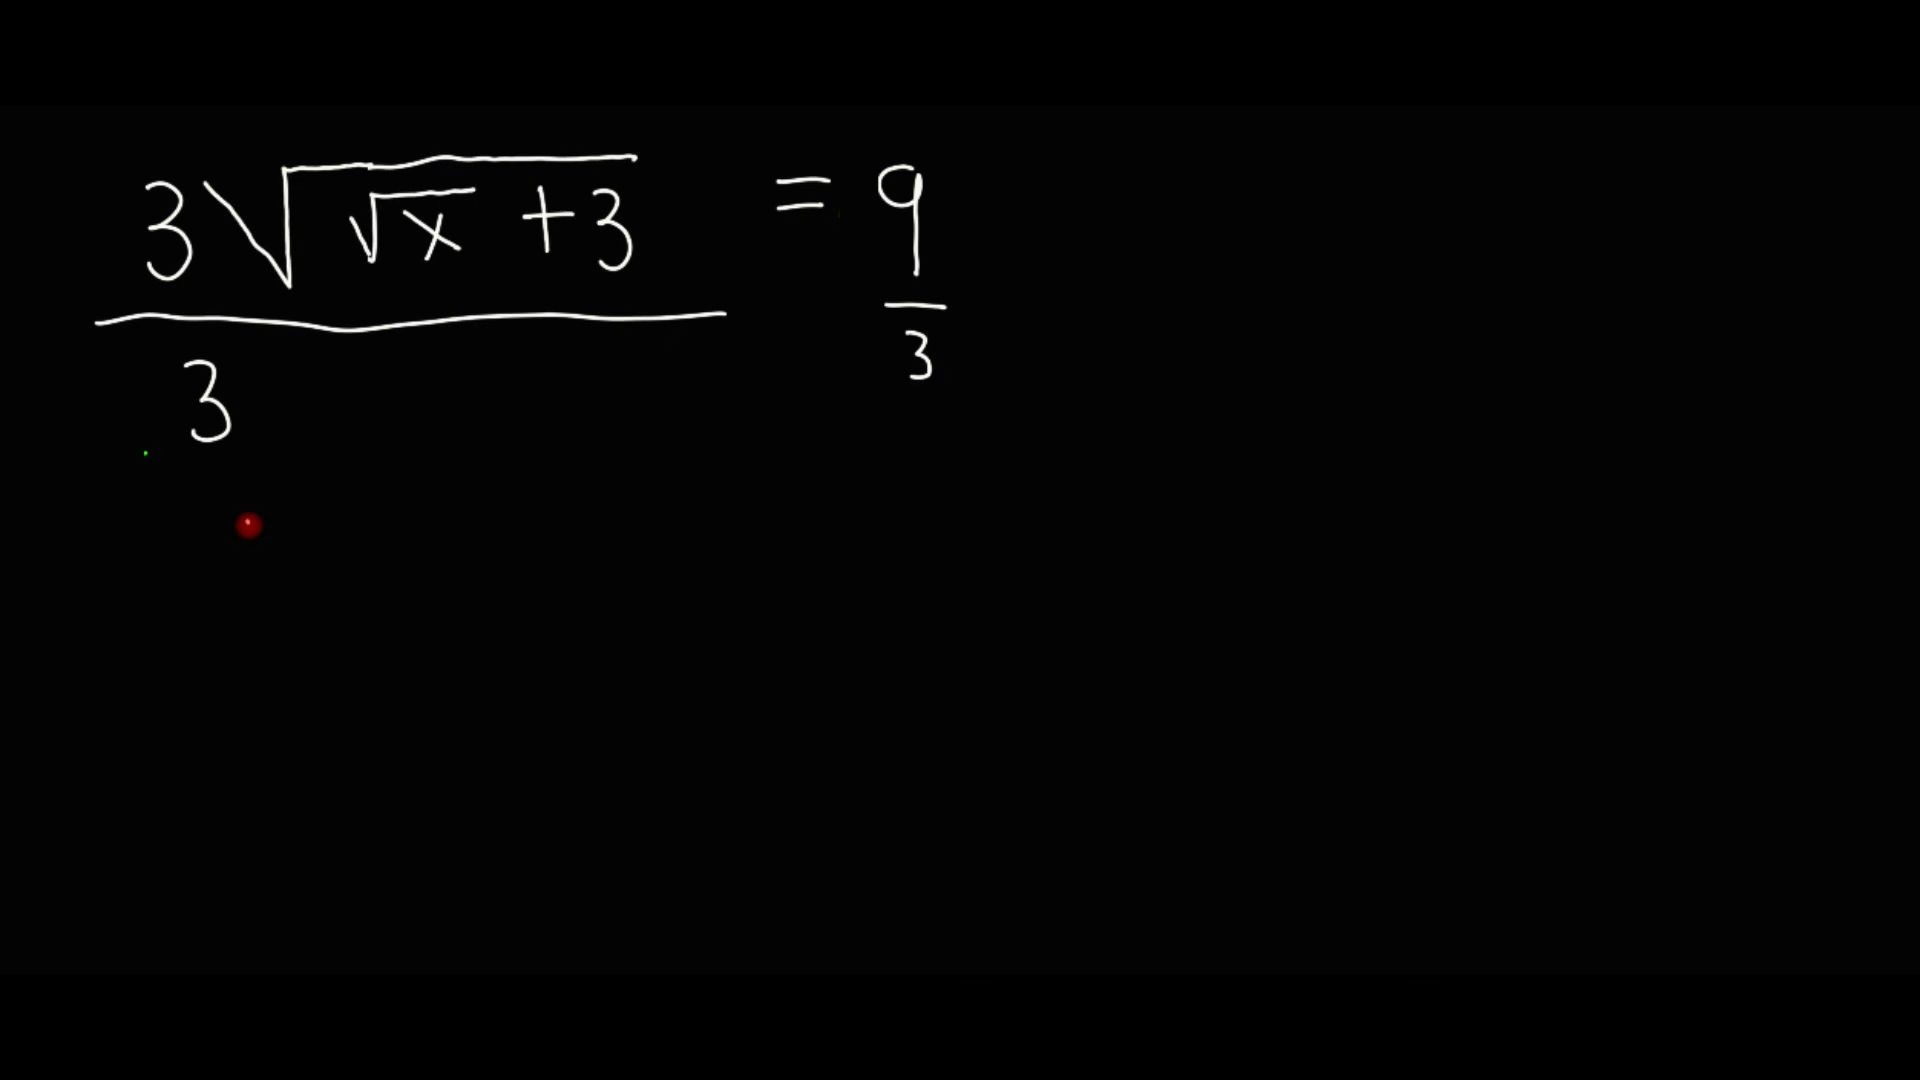 3√(√x + 3) = 9
3 3